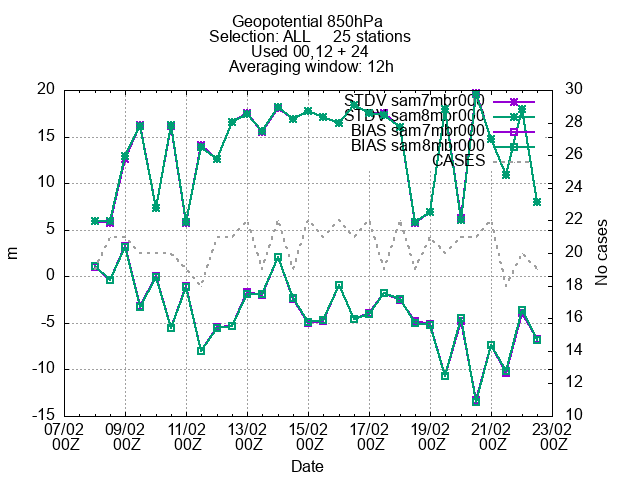 Geopotential 850hPa
Selection: ALL 25 stations
Used 00,12 + 24
Averaging window: 12h
STDV sam7mbr000
STDV sam8mbr000
BIAS sam7mbr000
BIAS sam8mbr000
CASES
20
15
10
5
0
-5
-10
-15
m
30
28
26
24
22
20
18
16
14
12
10
No cases
07/02 09/02 11/02 13/02 15/02 17/02 19/02 21/02 23/02
00Z 00Z 00Z 00Z 00Z 00Z 00Z 00Z 00Z
Date